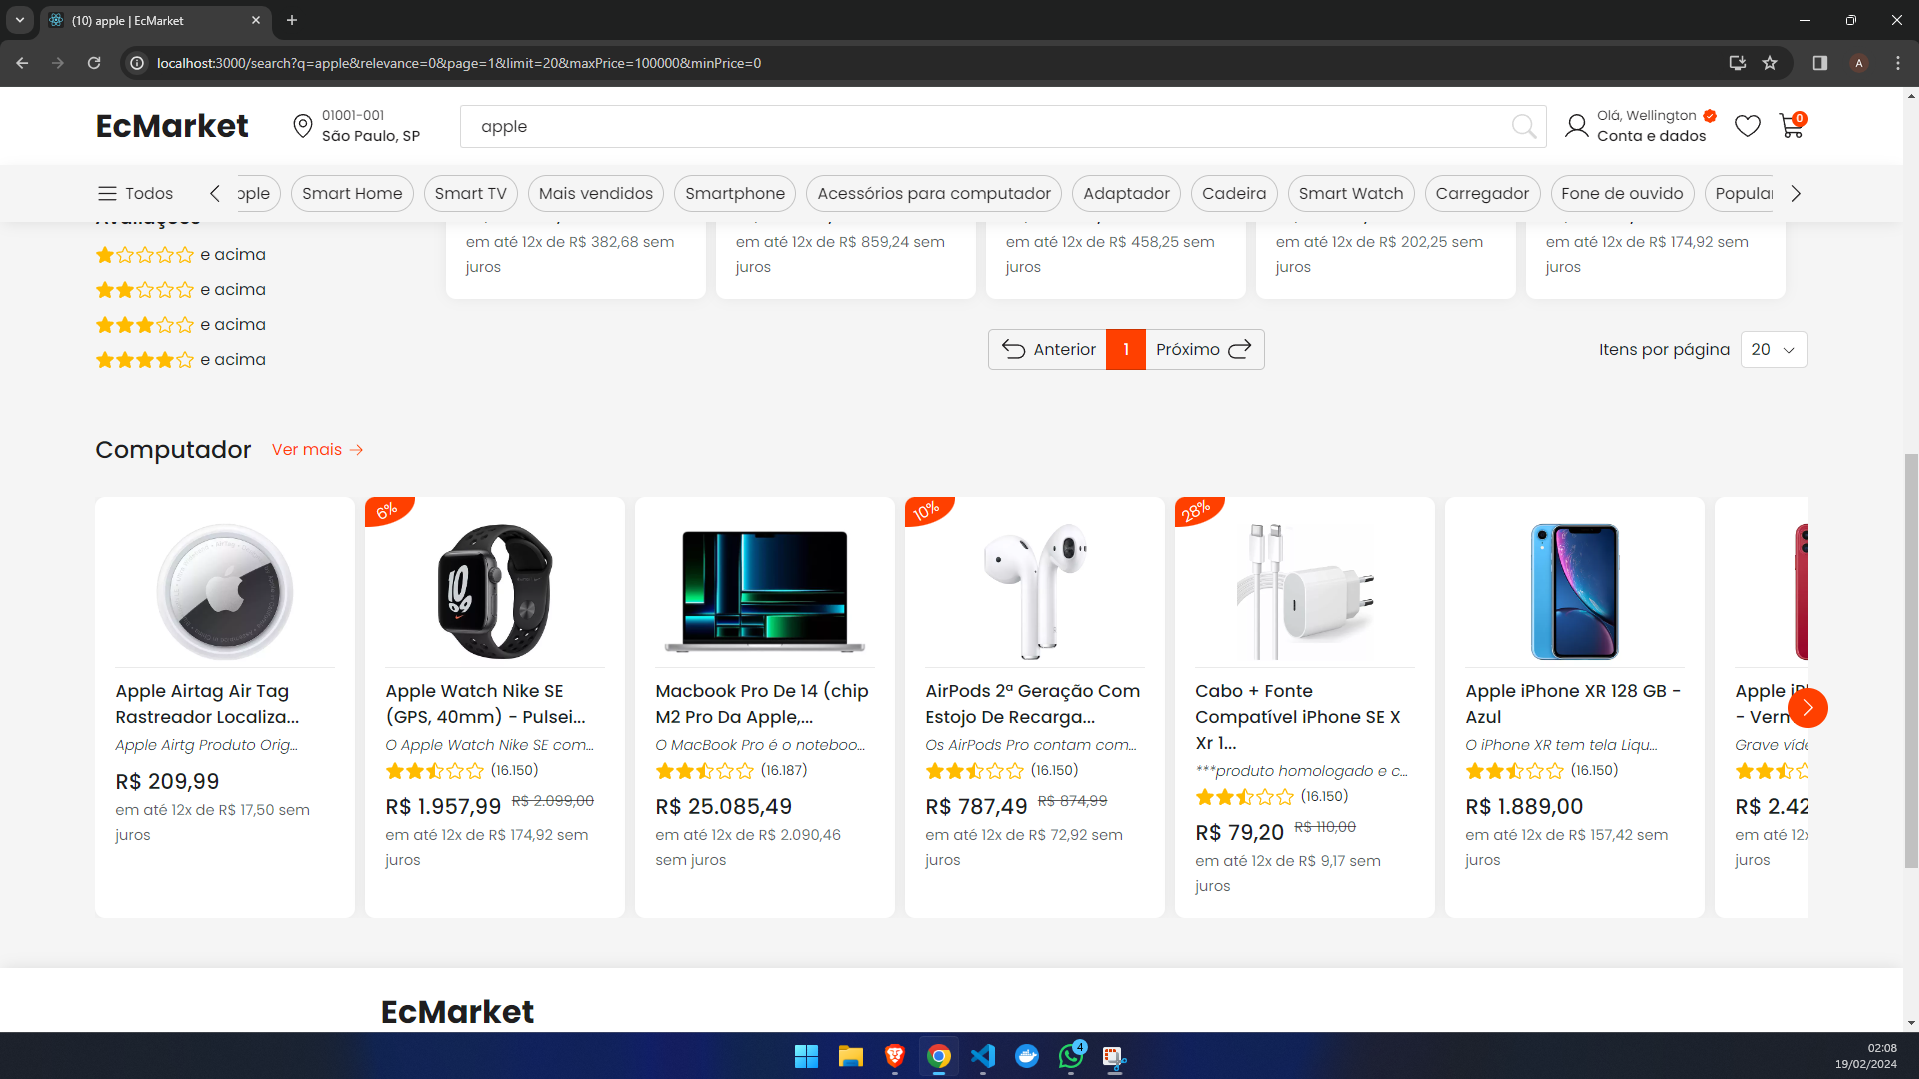 (10) apple | EcMarket
localhost:3000/search?q=apple&relevance=0&page=1&limit=20&maxPrice=100000&minPrice=0
A
EcMarket
01001-001
São Paulo, SP
apple
Olá, Wellington
Conta e dados
0
Todos
Smart Home
Smart TV
Mais vendidos
Smartphone
Acessórios para computador
Adaptador
Cadeira
Smart Watch
Carregador
Fone de ouvido
Avaliações
e acima
e acima
e acima
e acima
em até 12x de R$ 382,68 sem
juros
em até 12x de R$ 859,24 sem
juros
em até 12x de R$ 458,25 sem
juros
em até 12x de R$ 202,25 sem
juros
em até 12x de R$ 174,92 sem
juros
Anterior 1 Próximo
Itens por página 20
Computador Ver mais
Apple Airtag Air Tag
Rastreador Localiza...
Apple Airtg Produto Orig...
R$ 209,99
em até 12x de R$ 17,50 sem
juros
6%
Apple Watch Nike SE
(GPS, 40mm) - Pulsei...
O Apple Watch Nike SE com...
(16.150)
R$ 1.957,99 R$ 2.099,00
em até 12x de R$ 174,92 sem
juros
Macbook Pro De 14 (chip
M2 Pro Da Apple,...
O MacBook Pro é o noteboo...
(16.187)
R$ 25.085,49
em até 12x de R$ 2.090,46
sem juros
10%
AirPods 2ª Geração Com
Estojo De Recarga...
Os AirPods Pro contam com...
(16.150)
R$ 787,49 R$ 874,99
em até 12x de R$ 72,92 sem
juros
28%
Cabo + Fonte
Compatível iPhone SE X
Xr 1...
***produto homologado e c...
(16.150)
R$ 79,20 R$ 110,00
em até 12x de R$ 9,17 sem
juros
Apple iPhone XR 128 GB -
Azul
O iPhone XR tem tela Liqu...
(16.150)
R$ 1.889,00
em até 12x de R$ 157,42 sem
juros
Apple
- Vern
Grave víde
R$ 2.42
em até 12x
juros
EcMarket
4
02:08
19/02/2024